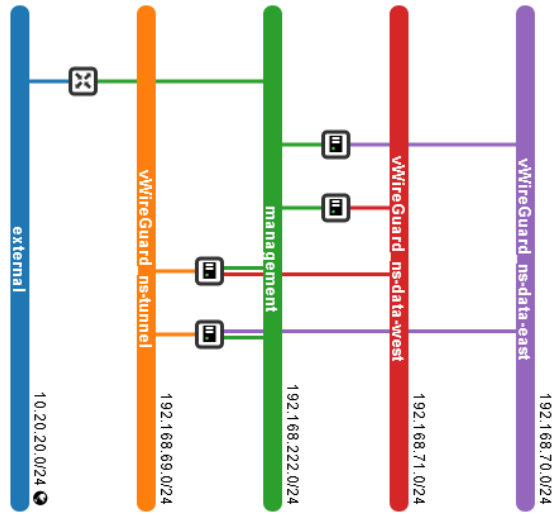 external
10.20.20.0/24
vWireGuard_ns-tunnel
192.168.69.0/24
management
192.168.222.0/24
vWireGuard_ns-data-west
192.168.71.0/24
vWireGuard_ns-data-east
192.168.70.0/24